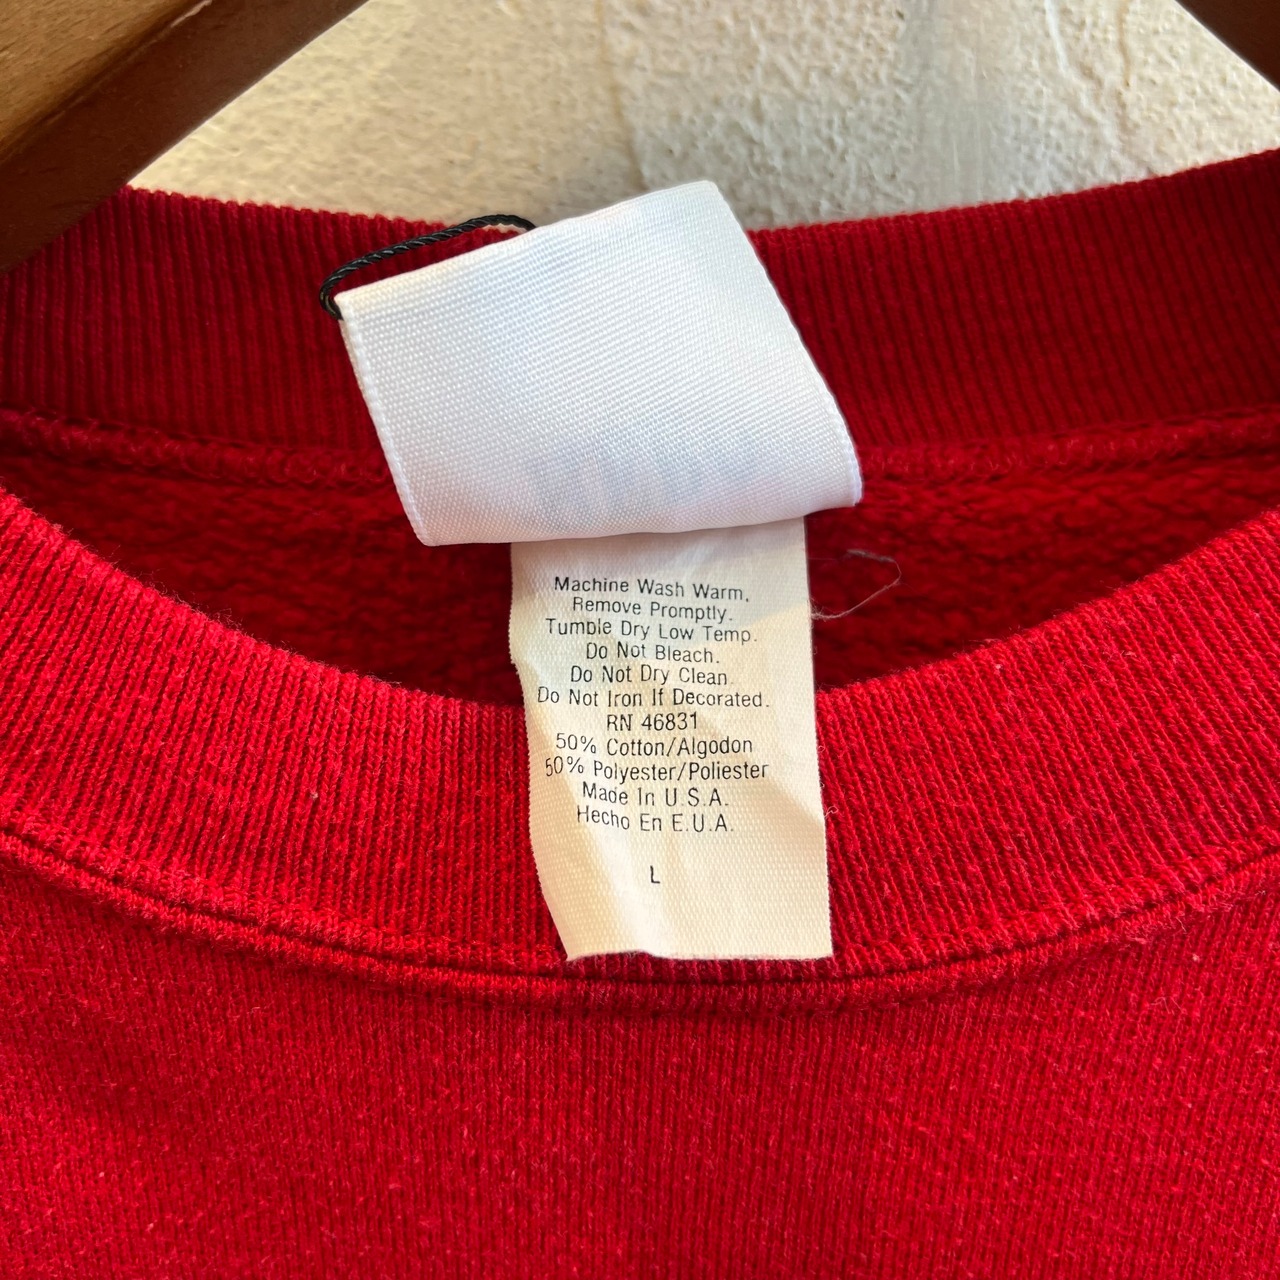 Machine Wash Warm,
Remove Promptly.
Tumble Dry Low Temp.
Do Not Bleach.
Do Not Dry Clean.
Do Not Iron If Decorated.
RN 46831
50% Cotton/Algodon
50% Polyester/Poliester
Made In U.S.A.
Hecho En E.U.A.
L